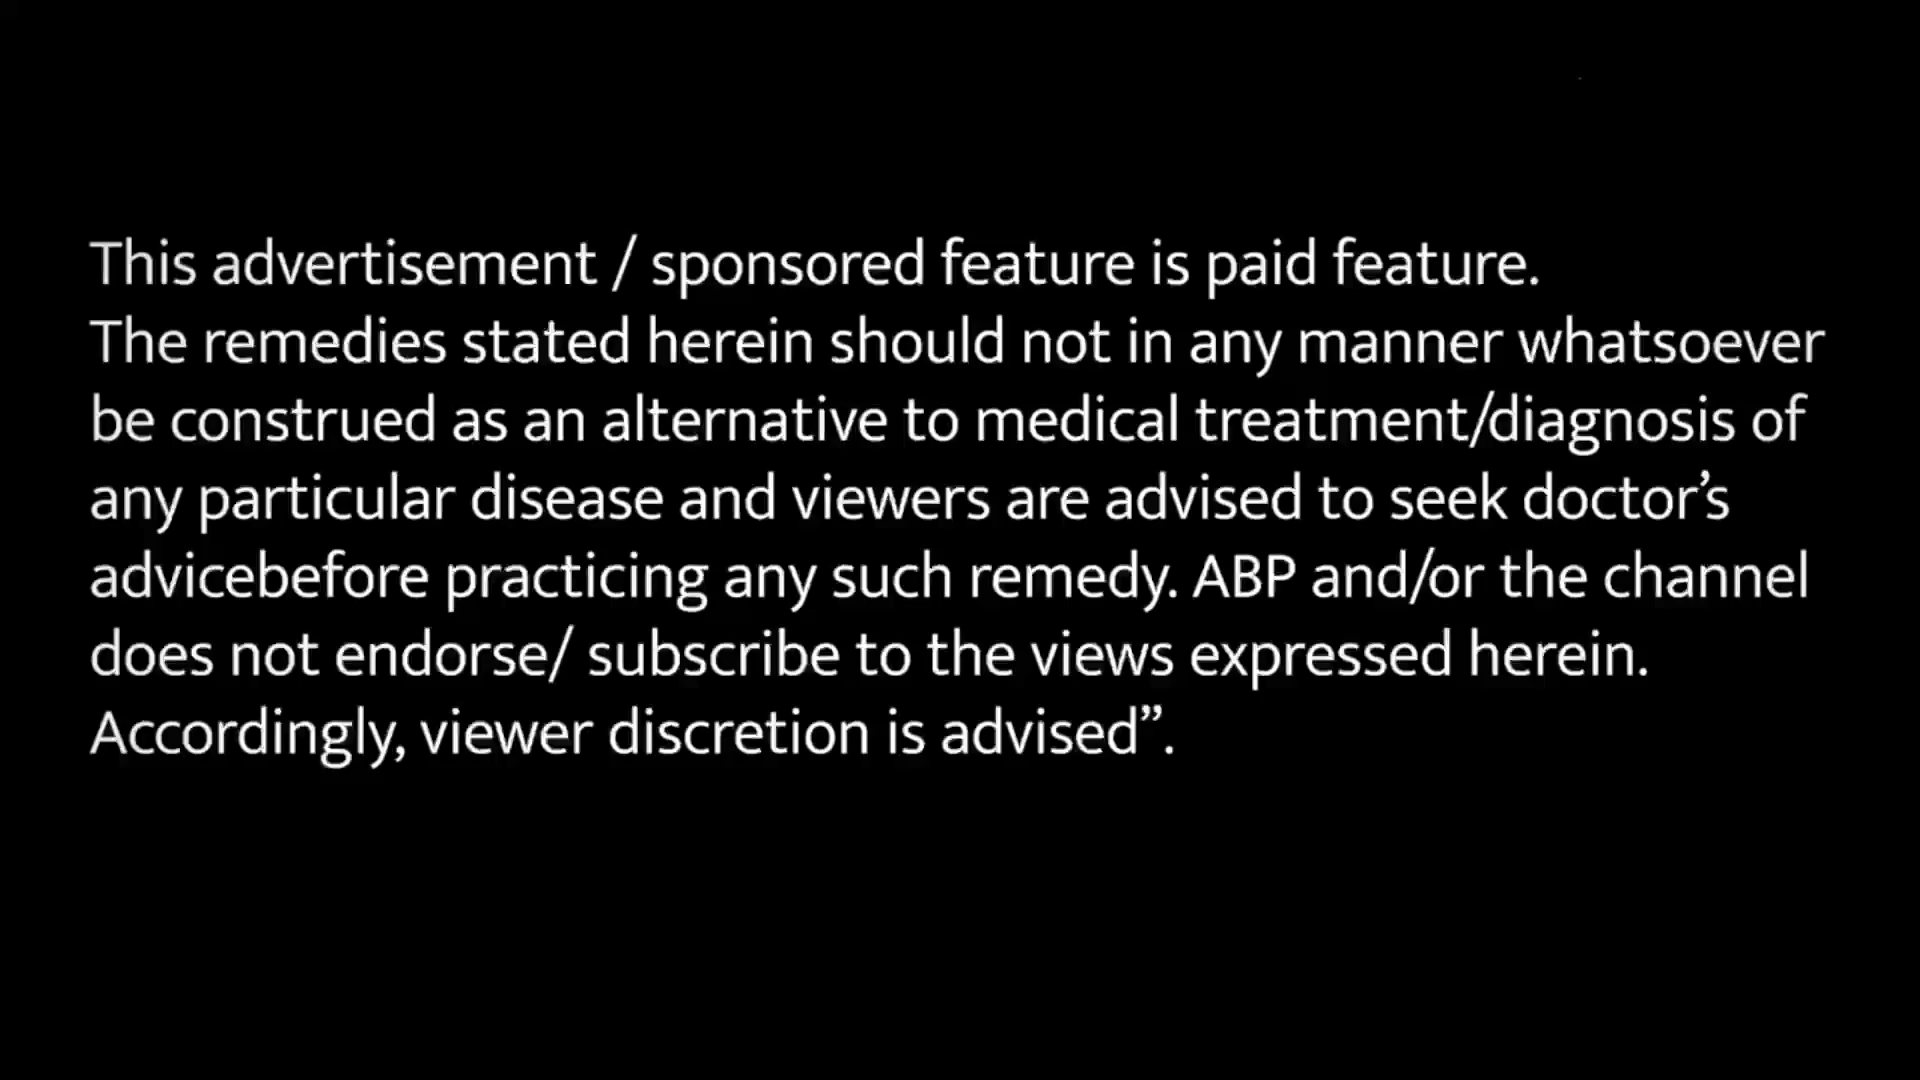 This advertisement / sponsored feature is paid feature.
The remedies stated herein should not in any manner whatsoever
be construed as an alternative to medical treatment/diagnosis of
any particular disease and viewers are advised to seek doctor’s
advicebefore practicing any such remedy. ABP and/or the channel
does not endorse/ subscribe to the views expressed herein.
Accordingly, viewer discretion is advised”.